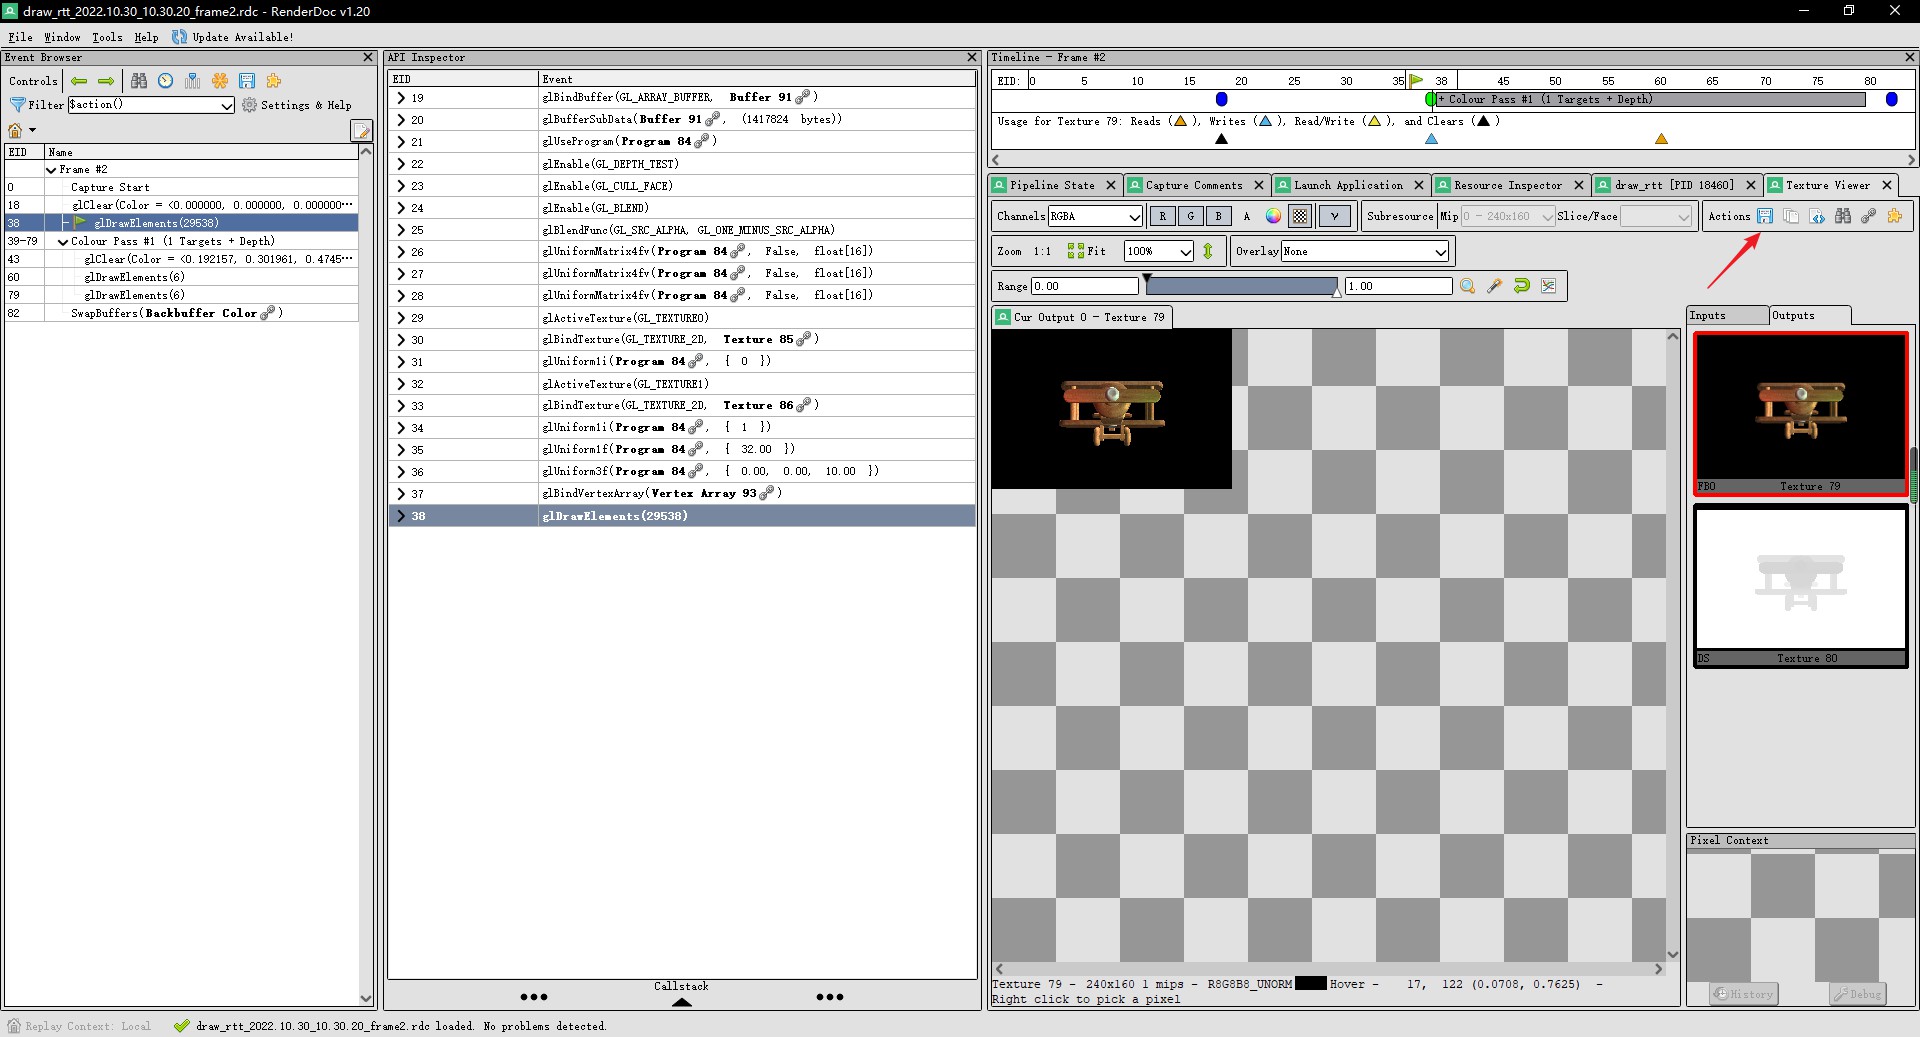 draw_rtt_2022.10.30_10.30.20_frame2.rdc - RenderDoc v1.20
File Window Tools Help Update Available!
Event Browser
Controls
Filter $action() Settings & Help
EID Name
Frame #2
0 Capture Start
18 glClear(Color = <0.000000, 0.000000, 0.000000···
38 glDrawElements(29538)
39-79 Colour Pass #1 (1 Targets + Depth)
43 glClear(Color = <0.192157, 0.301961, 0.4745···
60 glDrawElements(6)
79 glDrawElements(6)
82 SwapBuffers(Backbuffer Color )
API Inspector
EID Event
19 glBindBuffer(GL_ARRAY_BUFFER, Buffer 91 )
20 glBufferSubData(Buffer 91 , (1417824 bytes))
21 glUseProgram(Program 84 )
22 glEnable(GL_DEPTH_TEST)
23 glEnable(GL_CULL_FACE)
24 glEnable(GL_BLEND)
25 glBlendFunc(GL_SRC_ALPHA, GL_ONE_MINUS_SRC_ALPHA)
26 glUniformMatrix4fv(Program 84 , False, float[16])
27 glUniformMatrix4fv(Program 84 , False, float[16])
28 glUniformMatrix4fv(Program 84 , False, float[16])
29 glActiveTexture(GL_TEXTURE0)
30 glBindTexture(GL_TEXTURE_2D, Texture 85 )
31 glUniform1i(Program 84 , { 0 })
32 glActiveTexture(GL_TEXTURE1)
33 glBindTexture(GL_TEXTURE_2D, Texture 86 )
34 glUniform1i(Program 84 , { 1 })
35 glUniform1f(Program 84 , { 32.00 })
36 glUniform3f(Program 84 , { 0.00, 0.00, 10.00 })
37 glBindVertexArray(Vertex Array 93 )
38 glDrawElements(29538)
Callstack
Timeline - Frame #2
EID: 0 5 10 15 20 25 30 35 38 45 50 55 60 65 70 75 80
+ Colour Pass #1 (1 Targets + Depth)
Usage for Texture 79: Reads ( ), Writes ( ), Read/Write ( ), and Clears ( )
Pipeline State Capture Comments Launch Application Resource Inspector draw_rtt [PID 18460] Texture Viewer
Channels RGBA R G B A γ Subresource Mip 0 - 240x160 Slice/Face Actions
Zoom 1:1 Fit 100% Overlay None
Range 0.00 1.00
Cur Output 0 - Texture 79
Inputs Outputs
FBO Texture 79
DS Texture 80
Pixel Context
History Debug
Texture 79 - 240x160 1 mips - R8G8B8_UNORM Hover - 17, 122 (0.0708, 0.7625) -
Right click to pick a pixel
Replay Context: Local draw_rtt_2022.10.30_10.30.20_frame2.rdc loaded. No problems detected.